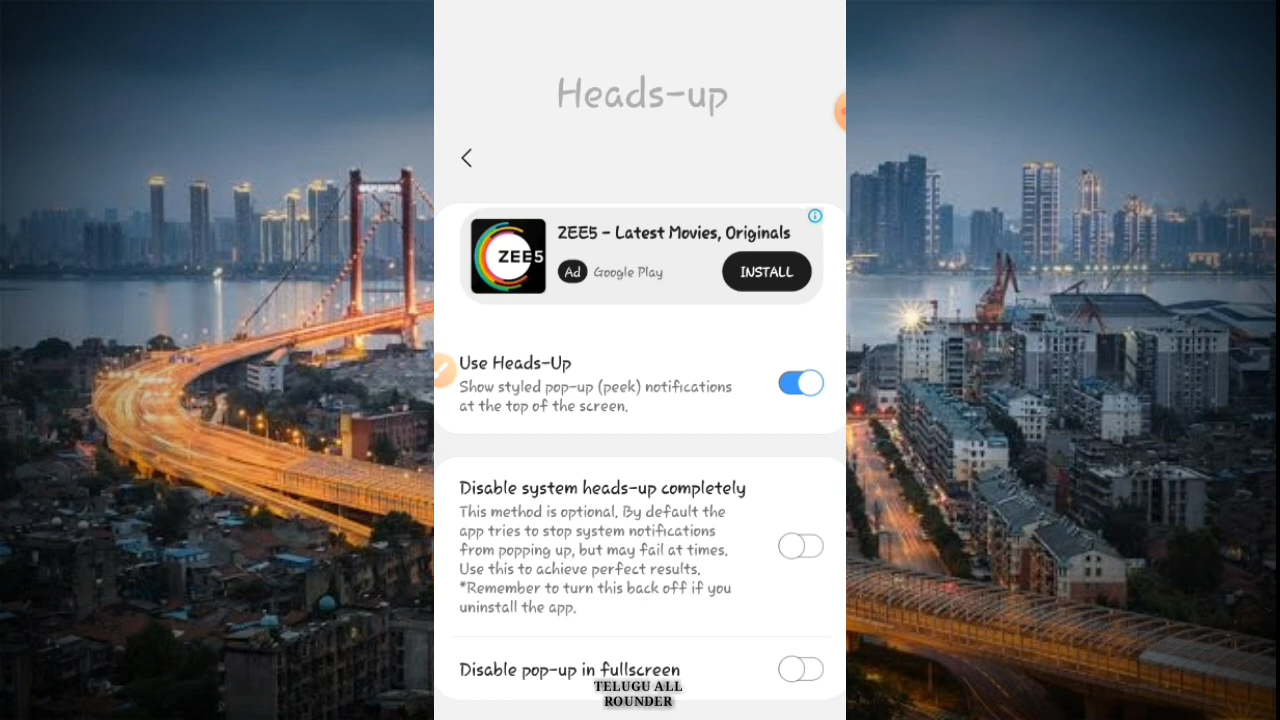 Heads-up
ZEE5
ZEE5 - Latest Movies, Originals
Ad Google Play
INSTALL
Use Heads-Up
Show styled pop-up (peek) notifications
at the top of the screen.
Disable system heads-up completely
This method is optional. By default the
app tries to stop system notifications
from popping up, but may fail at times.
Use this to achieve perfect results.
*Remember to turn this back off if you
uninstall the app.
Disable pop-up in fullscreen
TELUGU ALL
ROUNDER